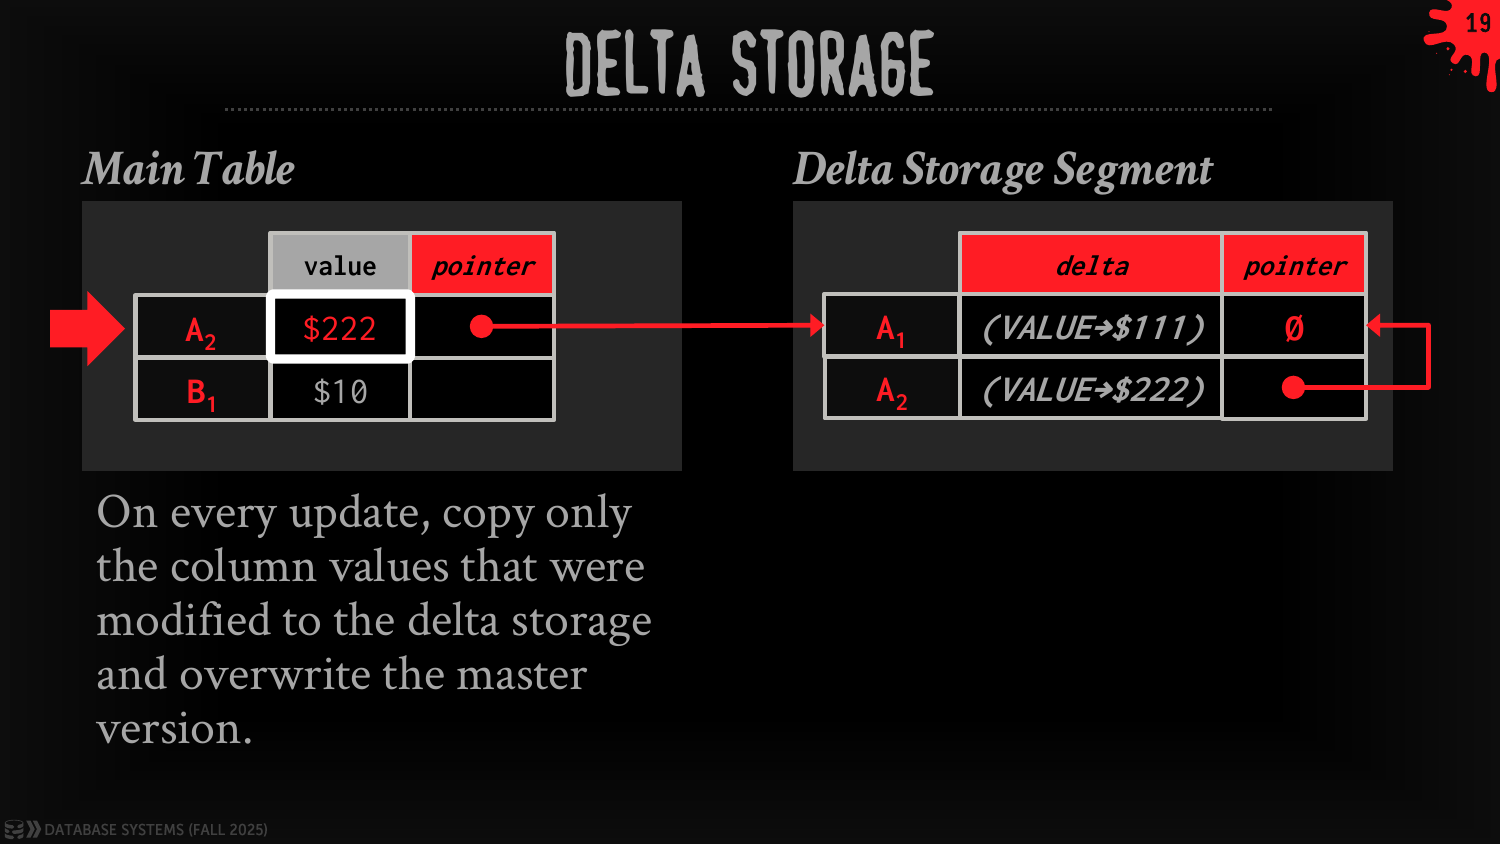 DELTA STORAGE
19
Main Table
value pointer
A2 $222
B1 $10
Delta Storage Segment
delta pointer
A1 (VALUE→$111) Ø
A2 (VALUE→$222)
On every update, copy only
the column values that were
modified to the delta storage
and overwrite the master
version.
DATABASE SYSTEMS (FALL 2025)